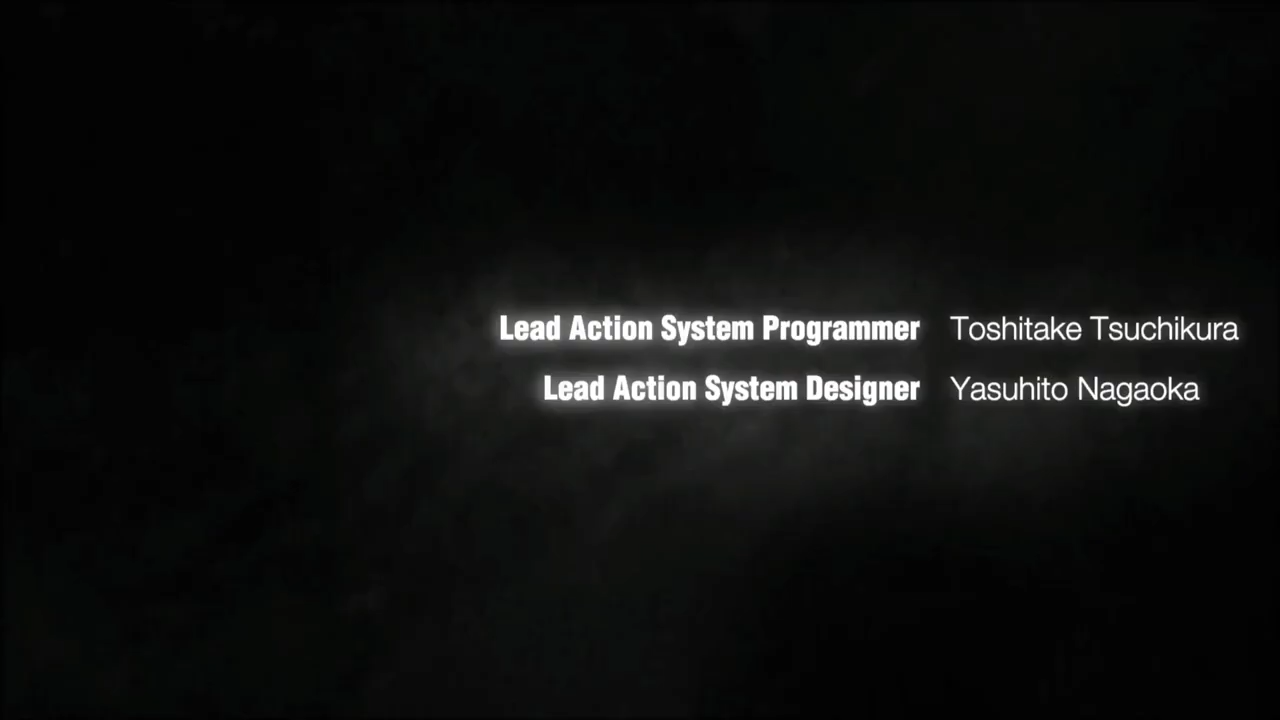 Lead Action System Programmer Toshitake Tsuchikura
Lead Action System Designer Yasuhito Nagaoka